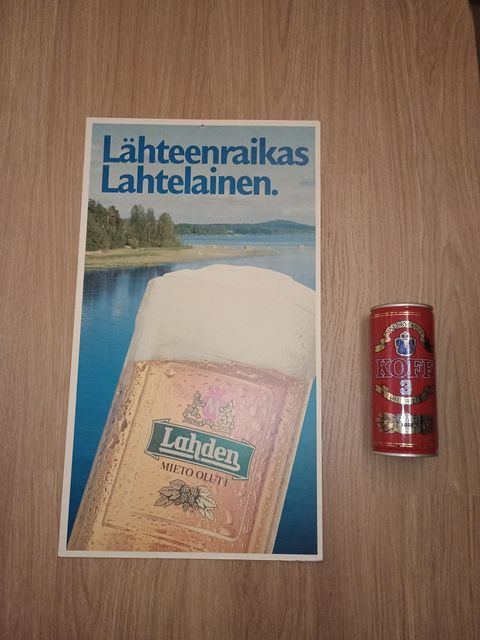 Lähteenraikas
Lahtelainen.
Lahden
MIETO OLUT I
KOFF
3